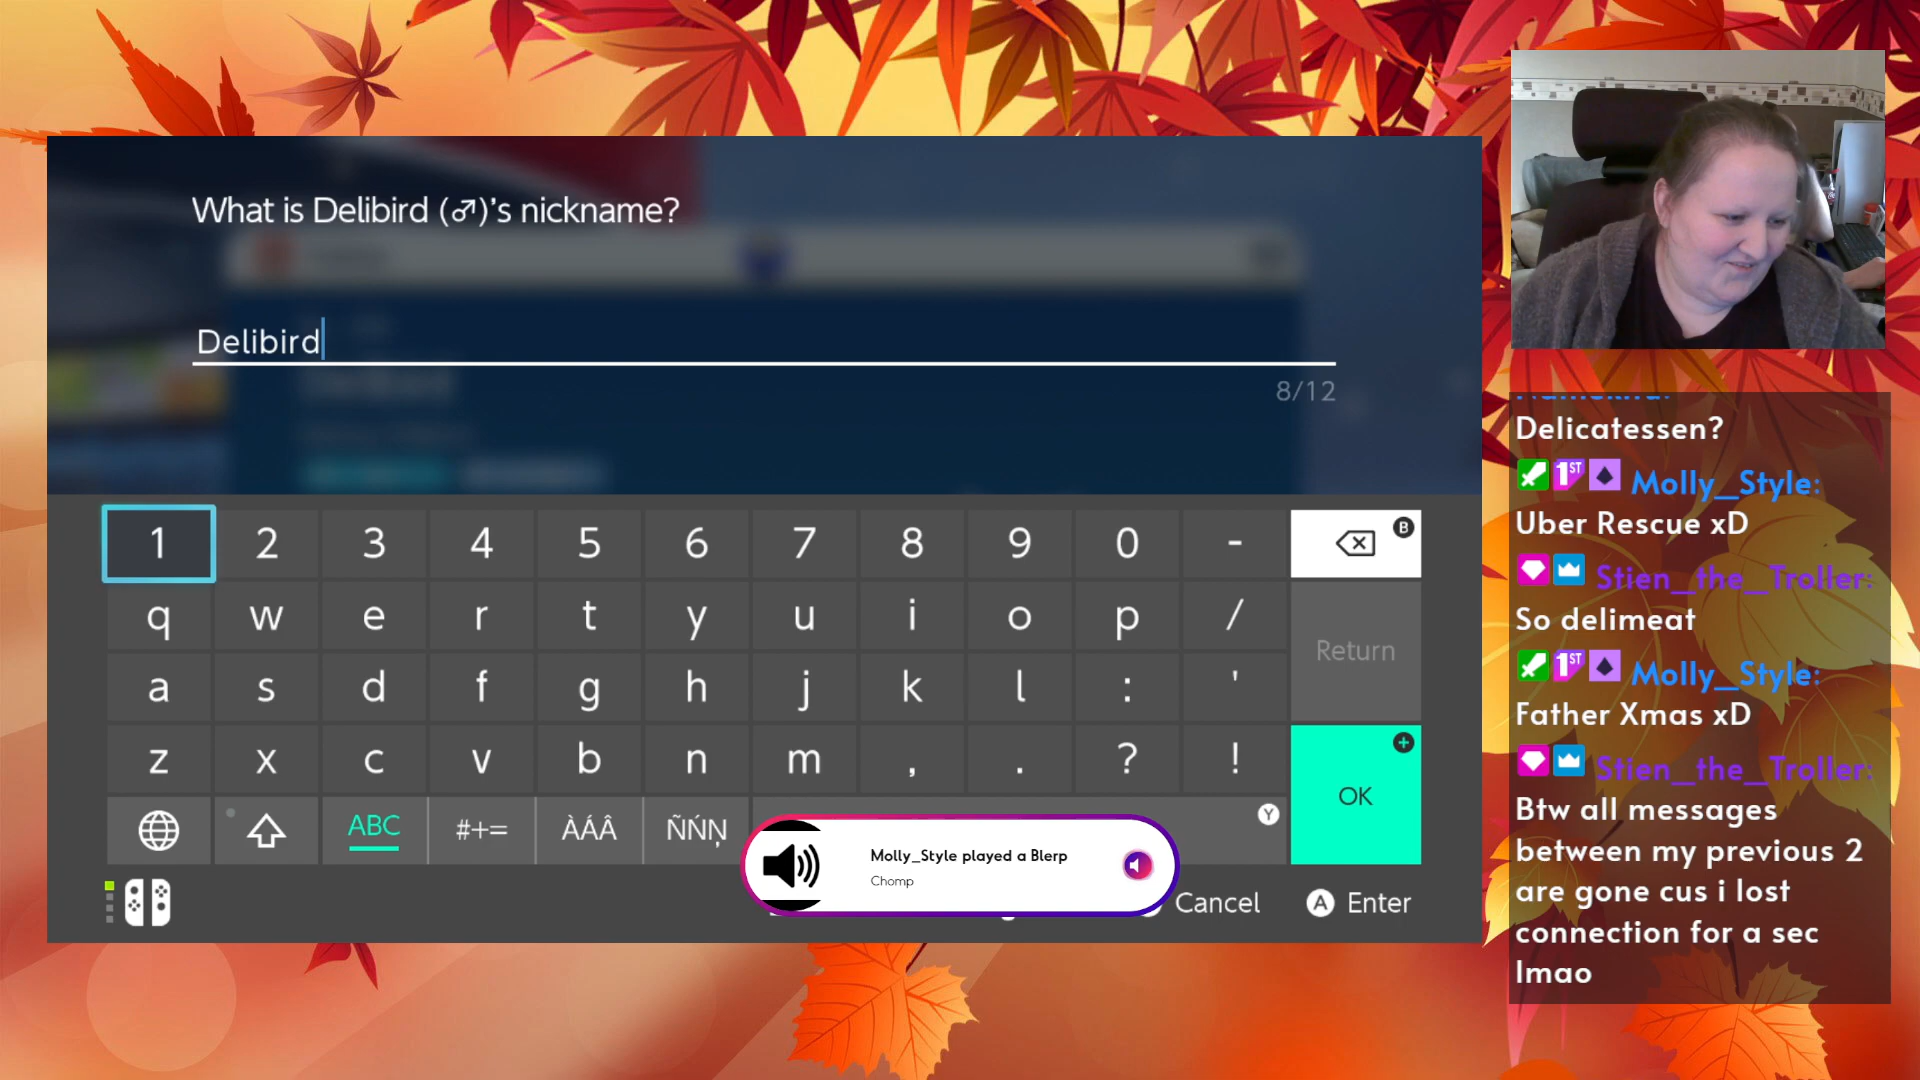 What is Delibird (♂)'s nickname?
Delibird
8/12
1 2 3 4 5 6 7 8 9 0 - B
q w e r t y u i o p /
Return
a s d f g h j k l : '
z x c v b n m , . ? !
+
OK
ABC #+= ÀÁÂ ÑŃŅ Y
Molly_Style played a Blerp
Chomp
Cancel A Enter
Delicatessen?
1ST Molly_Style:
Uber Rescue xD
Stien_the_Troller:
So delimeat
1ST Molly_Style:
Father Xmas xD
Stien_the_Troller:
Btw all messages
between my previous 2
are gone cus i lost
connection for a sec
lmao